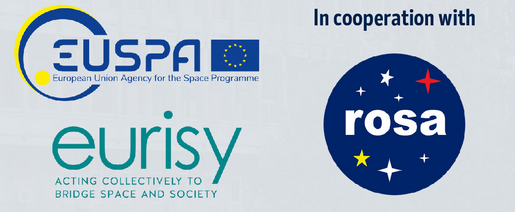 EUSPA
European Union Agency for the Space Programme
eurisy
ACTING COLLECTIVELY TO
BRIDGE SPACE AND SOCIETY
In cooperation with
rosa